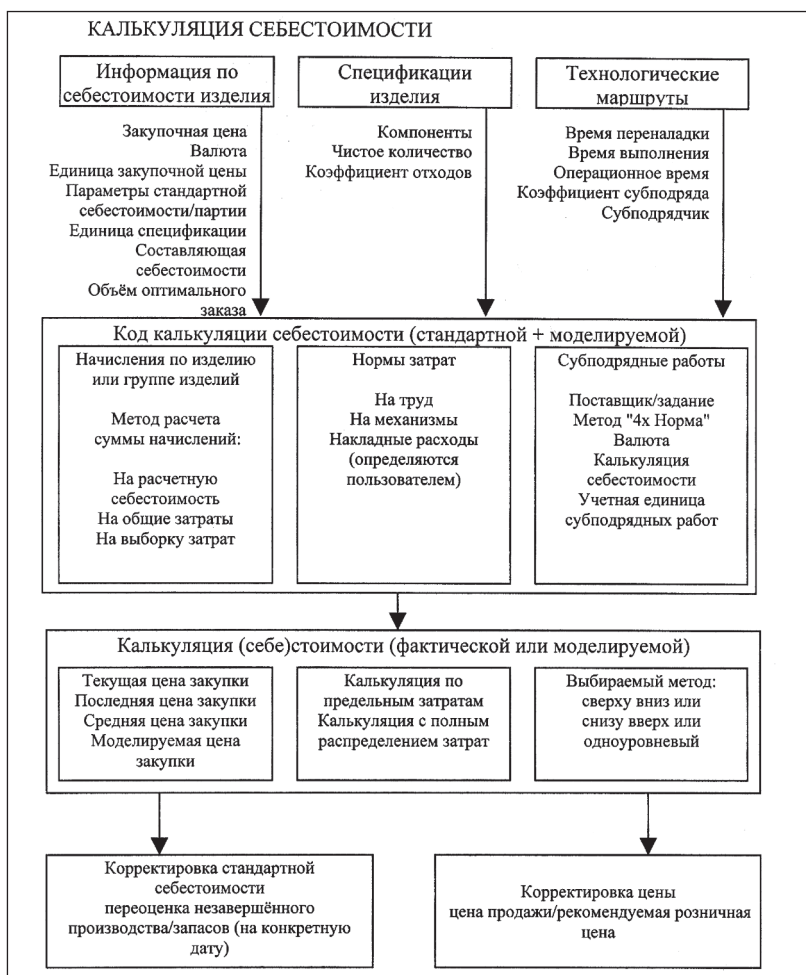 КАЛЬКУЛЯЦИЯ СЕБЕСТОИМОСТИ
Информация по
себестоимости изделия
Закупочная цена
Валюта
Единица закупочной цены
Параметры стандартной
себестоимости/партии
Единица спецификации
Составляющая
себестоимости
Объём оптимального
заказа
Спецификации
изделия
Компоненты
Чистое количество
Коэффициент отходов
Технологические
маршруты
Время переналадки
Время выполнения
Операционное время
Коэффициент субподряда
Субподрядчик
Код калькуляции себестоимости (стандартной + моделируемой)
Начисления по изделию
или группе изделий
Метод расчета
суммы начислений:
На расчетную
себестоимость
На общие затраты
На выборку затрат
Нормы затрат
На труд
На механизмы
Накладные расходы
(определяются
пользователем)
Субподрядные работы
Поставщик/задание
Метод "4х Норма"
Валюта
Калькуляция
себестоимости
Учетная единица
субподрядных работ
Калькуляция (себе)стоимости (фактической или моделируемой)
Текущая цена закупки
Последняя цена закупки
Средняя цена закупки
Моделируемая цена
закупки
Калькуляция по
предельным затратам
Калькуляция с полным
распределением затрат
Выбираемый метод:
сверху вниз или
снизу вверх или
одноуровневый
Корректировка стандартной
себестоимости
переоценка незавершённого
производства/запасов (на конкретную
дату)
Корректировка цены
цена продажи/рекомендуемая розничная
цена